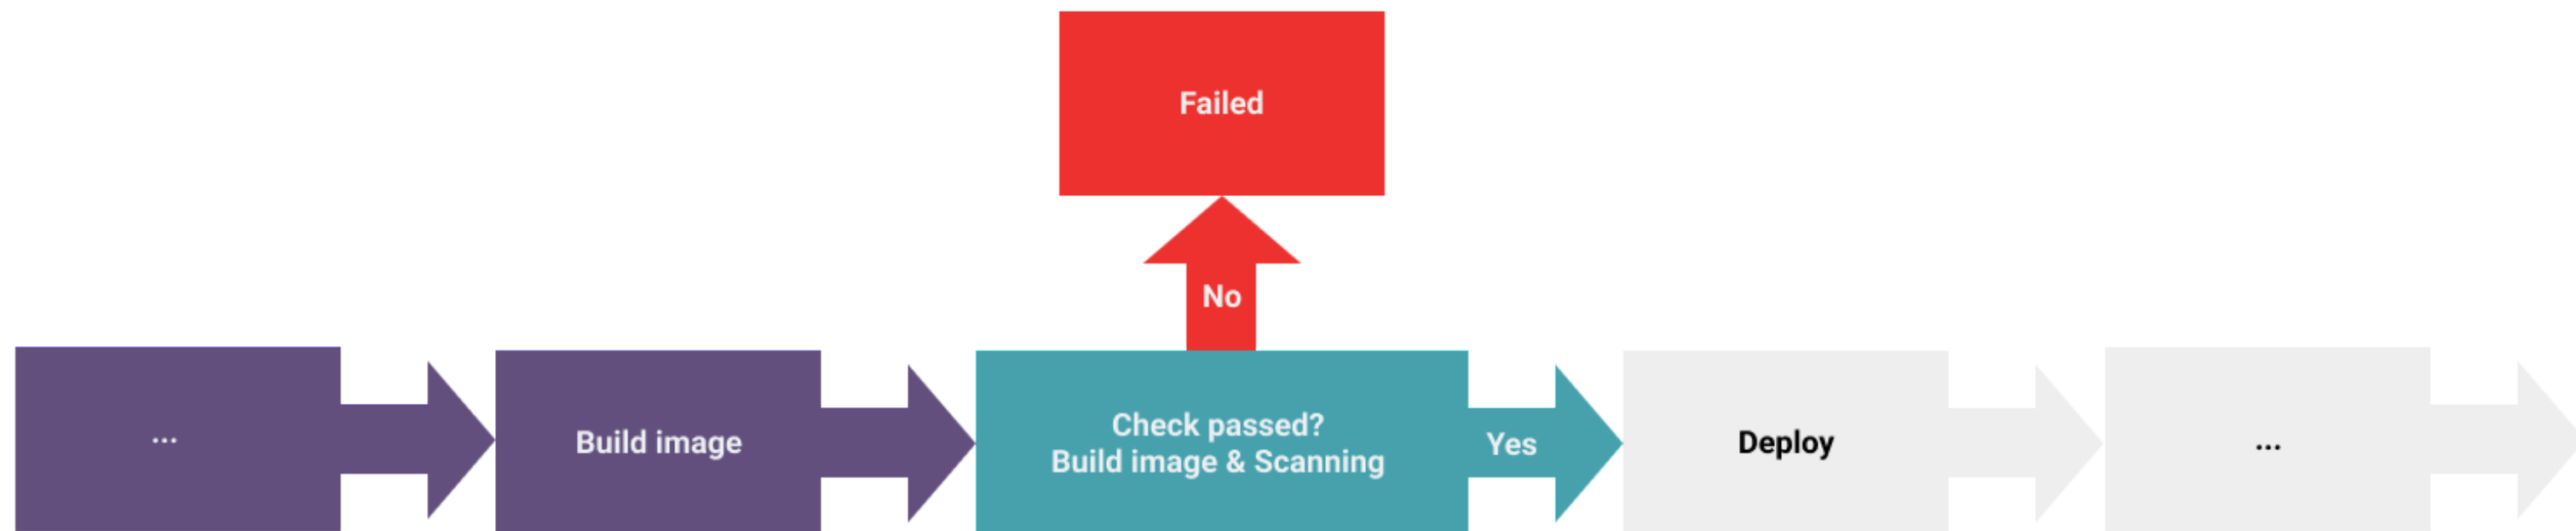 Failed
No
...
Build image
Check passed?
Build image & Scanning
Yes
Deploy
...